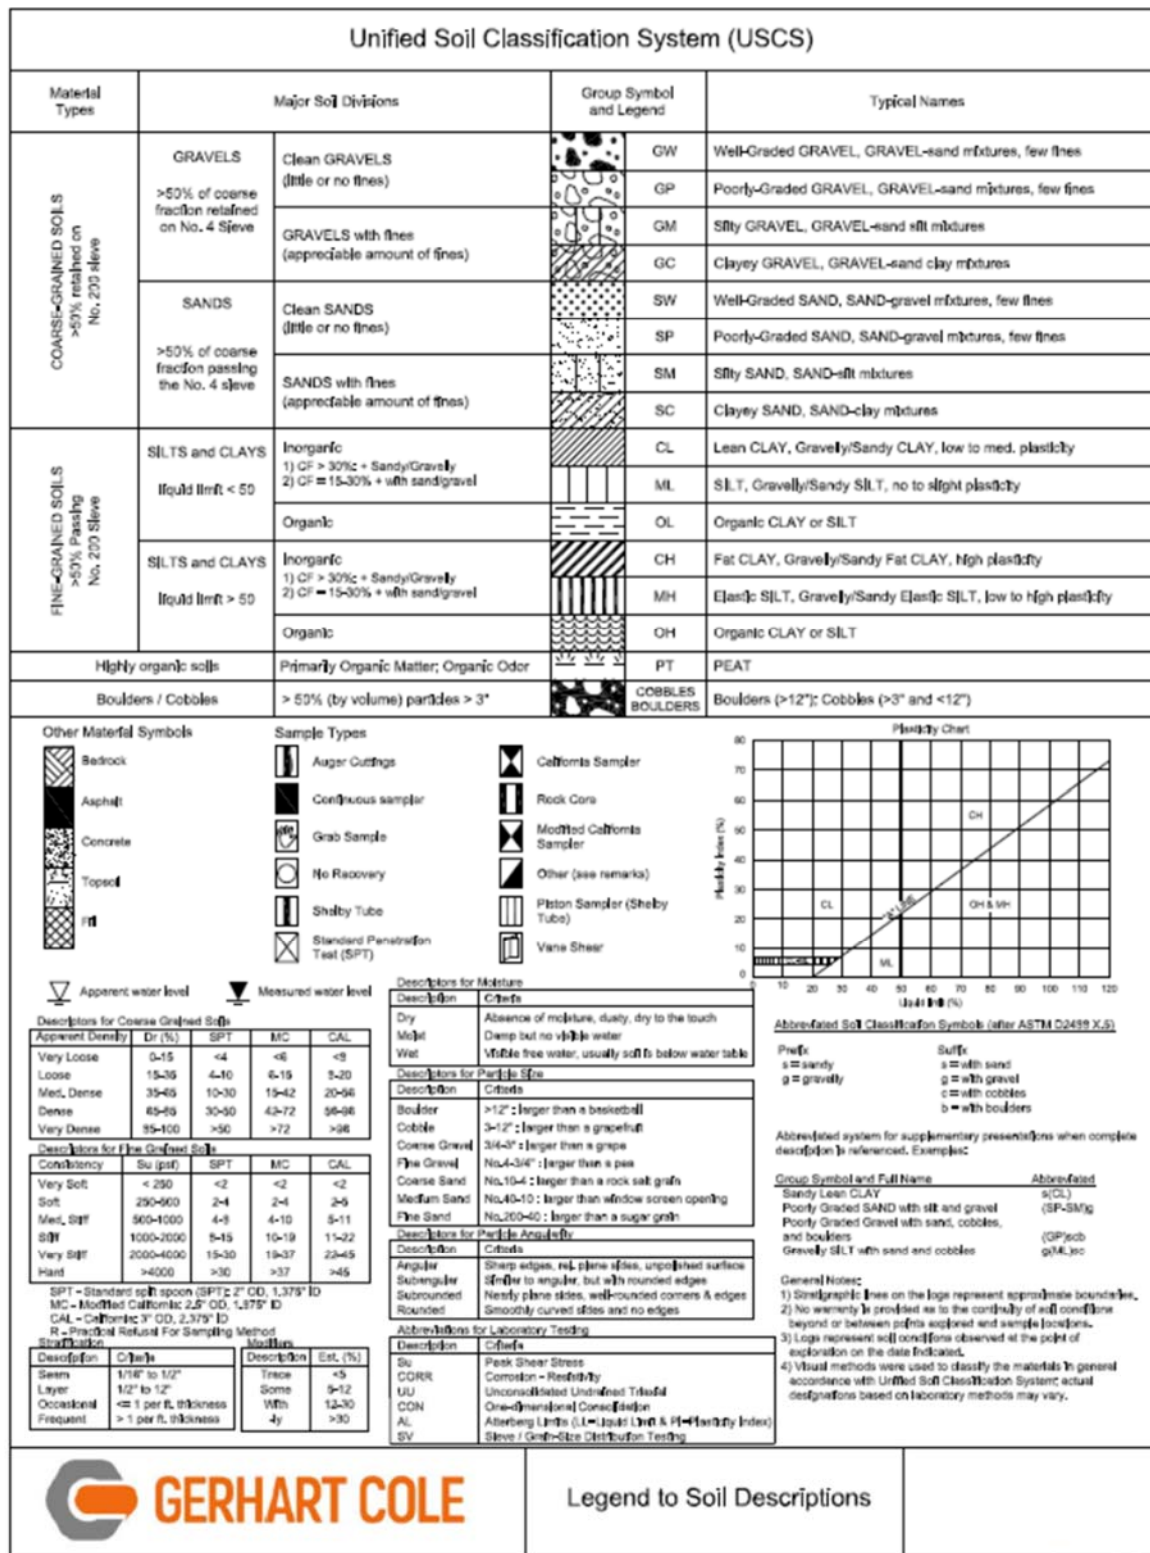 Unified Soil Classification System (USCS)
Material Types
Major Soil Divisions
Group Symbol and Legend
Typical Names
COARSE-GRAINED SOILS
>50% retained on
No. 200 sieve
GRAVELS
>50% of coarse
fraction retained
on No. 4 Sieve
Clean GRAVELS
(little or no fines)
GW Well-Graded GRAVEL, GRAVEL-sand mixtures, few fines
GP Poorly-Graded GRAVEL, GRAVEL-sand mixtures, few fines
GRAVELS with fines
(appreciable amount of fines)
GM Silty GRAVEL, GRAVEL-sand silt mixtures
GC Clayey GRAVEL, GRAVEL-sand clay mixtures
SANDS
>50% of coarse
fraction passing
the No. 4 sieve
Clean SANDS
(little or no fines)
SW Well-Graded SAND, SAND-gravel mixtures, few fines
SP Poorly-Graded SAND, SAND-gravel mixtures, few fines
SANDS with fines
(appreciable amount of fines)
SM Silty SAND, SAND-silt mixtures
SC Clayey SAND, SAND-clay mixtures
FINE-GRAINED SOILS
>50% Passing
No. 200 Sieve
SILTS and CLAYS
liquid limit < 50
Inorganic
1) CF > 30%: + Sandy/Gravelly
2) CF = 15-30% + with sand/gravel
CL Lean CLAY, Gravelly/Sandy CLAY, low to med. plasticity
ML SILT, Gravelly/Sandy SILT, no to slight plasticity
Organic
OL Organic CLAY or SILT
SILTS and CLAYS
liquid limit > 50
Inorganic
1) CF > 30%: + Sandy/Gravelly
2) CF = 15-30% + with sand/gravel
CH Fat CLAY, Gravelly/Sandy Fat CLAY, high plasticity
MH Elastic SILT, Gravelly/Sandy Elastic SILT, low to high plasticity
Organic
OH Organic CLAY or SILT
Highly organic soils Primarily Organic Matter; Organic Odor PT PEAT
Boulders / Cobbles > 50% (by volume) particles > 3" COBBLES BOULDERS Boulders (>12"); Cobbles (>3" and <12")
Other Material Symbols
Bedrock
Asphalt
Concrete
Topsoil
Fill
Sample Types
Auger Cuttings
Continuous sampler
Grab Sample
No Recovery
Shelby Tube
Standard Penetration
Test (SPT)
California Sampler
Rock Core
Modified California
Sampler
Other (see remarks)
Piston Sampler (Shelby
Tube)
Vane Shear
Plasticity Chart
Plasticity Index (%)
80
70
60
50
40
30
20
10
0
CH
CL
"A" LINE
OH & MH
ML
10 20 30 40 50 60 70 80 90 100 110 120
Liquid limit (%)
Apparent water level
Measured water level
Descriptors for Coarse Grained Soils
Apparent Density Dr (%) SPT MC CAL
Very Loose 0-15 <4 <6 <9
Loose 15-35 4-10 6-15 9-20
Med. Dense 35-65 10-30 15-42 20-56
Dense 65-85 30-50 42-72 56-98
Very Dense 85-100 >50 >72 >98
Descriptors for Fine Grained Soils
Consistency Su (psf) SPT MC CAL
Very Soft < 250 <2 <2 <2
Soft 250-500 2-4 2-4 2-5
Med. Stiff 500-1000 4-8 4-10 5-11
Stiff 1000-2000 8-15 10-19 11-22
Very Stiff 2000-4000 15-30 19-37 22-45
Hard >4000 >30 >37 >45
SPT - Standard split spoon (SPT): 2" OD, 1.375" ID
MC - Modified California: 2.5" OD, 1.875" ID
CAL - California: 3" OD, 2.375" ID
R - Practical Refusal For Sampling Method
Stratification
Description Criteria
Seam 1/16" to 1/2"
Layer 1/2" to 12"
Occasional <= 1 per ft. thickness
Frequent > 1 per ft. thickness
Modifiers
Description Est. (%)
Trace <5
Some 5-12
With 12-30
-ly >30
Descriptors for Moisture
Description Criteria
Dry Absence of moisture, dusty, dry to the touch
Moist Damp but no visible water
Wet Visible free water, usually soil is below water table
Descriptors for Particle Size
Description Criteria
Boulder >12" : larger than a basketball
Cobble 3-12" : larger than a grapefruit
Coarse Gravel 3/4-3" : larger than a grape
Fine Gravel No.4-3/4" : larger than a pea
Coarse Sand No.10-4 : larger than a rock salt grain
Medium Sand No.40-10 : larger than window screen opening
Fine Sand No.200-40 : larger than a sugar grain
Descriptors for Particle Angularity
Description Criteria
Angular Sharp edges, rel. plane sides, unpolished surface
Subangular Similar to angular, but with rounded edges
Subrounded Nearly plane sides, well-rounded corners & edges
Rounded Smoothly curved sides and no edges
Abbreviations for Laboratory Testing
Description Criteria
Su Peak Shear Stress
CORR Corrosion - Resistivity
UU Unconsolidated Undrained Triaxial
CON One-dimensional Consolidation
AL Atterberg Limits (LL=Liquid Limit & PI=Plasticity Index)
SV Sieve / Grain-Size Distribution Testing
Abbreviated Soil Classification Symbols (after ASTM D2488 X.5)
Prefix
s = sandy
g = gravelly
Suffix
s = with sand
g = with gravel
c = with cobbles
b = with boulders
Abbreviated system for supplementary presentations when complete
description is referenced. Examples:
Group Symbol and Full Name Abbreviated
Sandy Lean CLAY s(CL)
Poorly Graded SAND with silt and gravel (SP-SM)g
Poorly Graded Gravel with sand, cobbles,
and boulders (GP)scb
Gravelly SILT with sand and cobbles g(ML)sc
General Notes:
1) Stratigraphic lines on the logs represent approximate boundaries.
2) No warranty is provided as to the continuity of soil conditions
beyond or between points explored and sample locations.
3) Logs represent soil conditions observed at the point of
exploration on the date indicated.
4) Visual methods were used to classify the materials in general
accordance with Unified Soil Classification System; actual
designations based on laboratory methods may vary.
GERHART COLE
Legend to Soil Descriptions